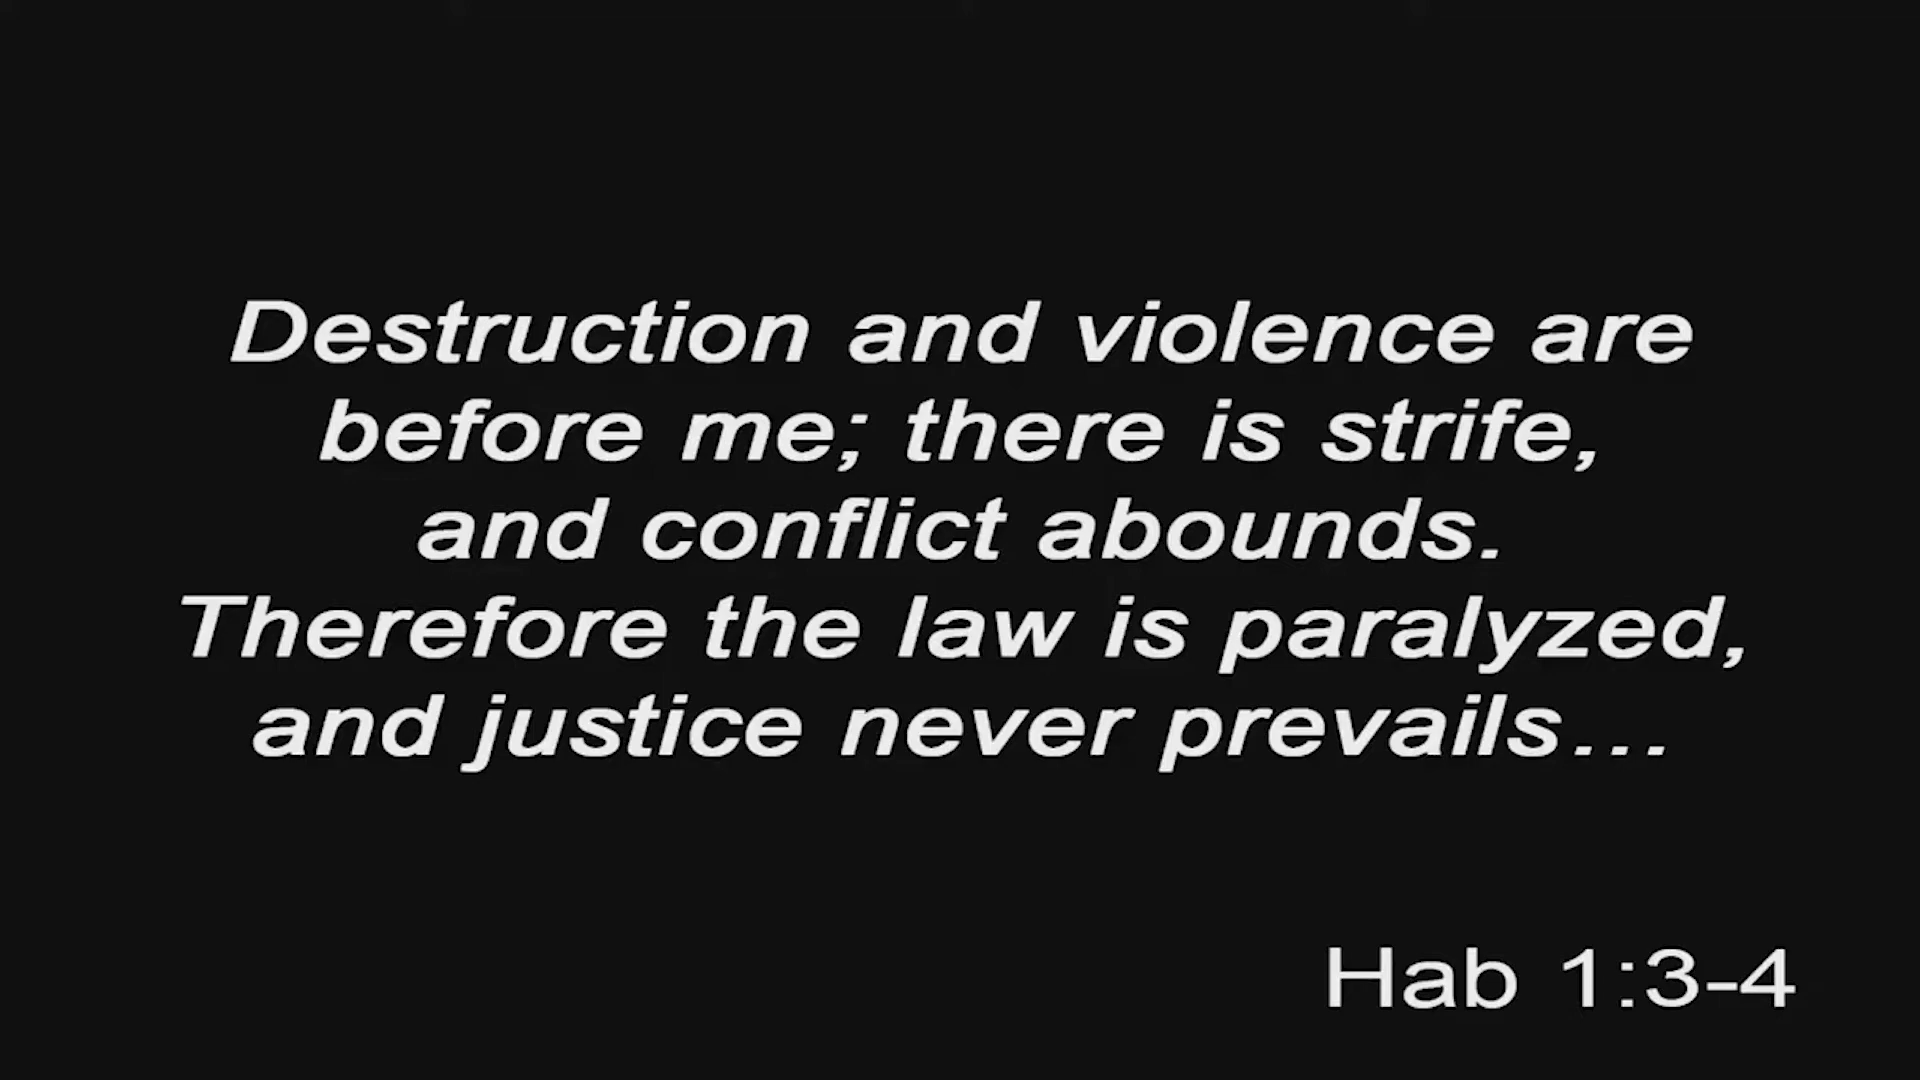 Destruction and violence are
before me; there is strife,
and conflict abounds.
Therefore the law is paralyzed,
and justice never prevails...
Hab 1:3-4